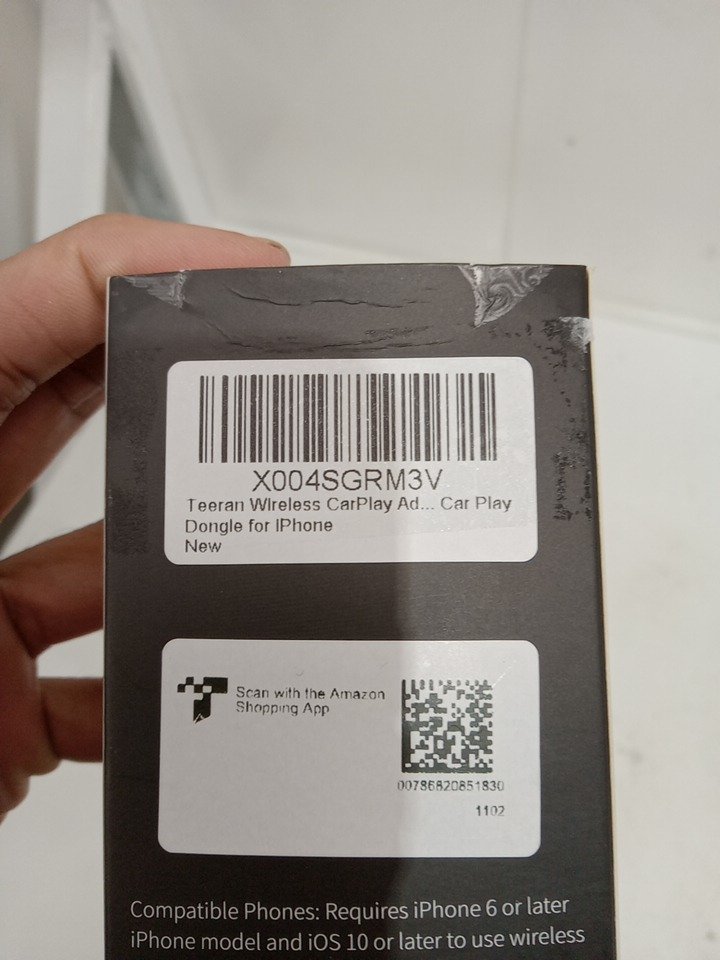 X004SGRM3V
Teeran Wireless CarPlay Ad... Car Play
Dongle for iPhone
New
Scan with the Amazon
Shopping App
00786820851830
1102
Compatible Phones: Requires iPhone 6 or later
iPhone model and iOS 10 or later to use wireless